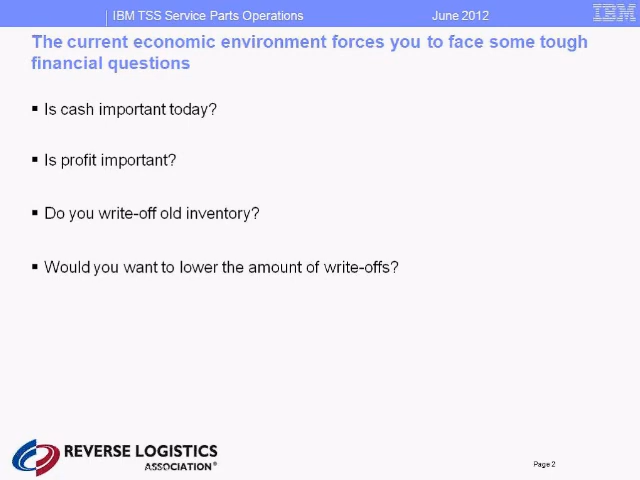 IBM TSS Service Parts Operations June 2012 IBM
The current economic environment forces you to face some tough
financial questions
▪ Is cash important today?
▪ Is profit important?
▪ Do you write-off old inventory?
▪ Would you want to lower the amount of write-offs?
REVERSE LOGISTICS
ASSOCIATION®
Page 2